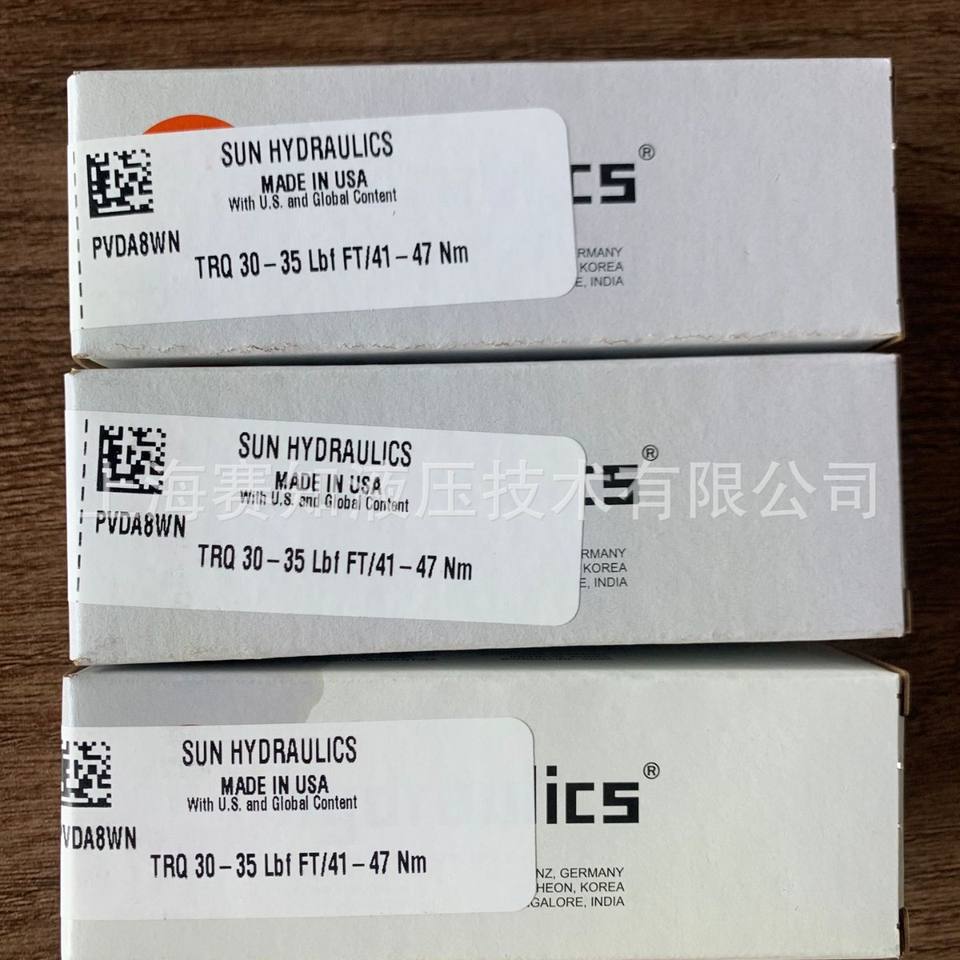 SUN HYDRAULICS
MADE IN USA
With U.S. and Global Content
PVDA8WN
TRQ 30-35 Lbf FT/41-47 Nm
ics®
GERMANY
KOREA
INDIA
SUN HYDRAULICS
MADE IN USA
With U.S. and Global Content
PVDA8WN
TRQ 30-35 Lbf FT/41-47 Nm
ics®
RMANY
KOREA
INDIA
上海赛知液压技术有限公司
SUN HYDRAULICS
MADE IN USA
With U.S. and Global Content
VDA8WN
TRQ 30-35 Lbf FT/41-47 Nm
ics®
NZ, GERMANY
HEON, KOREA
GALORE, INDIA